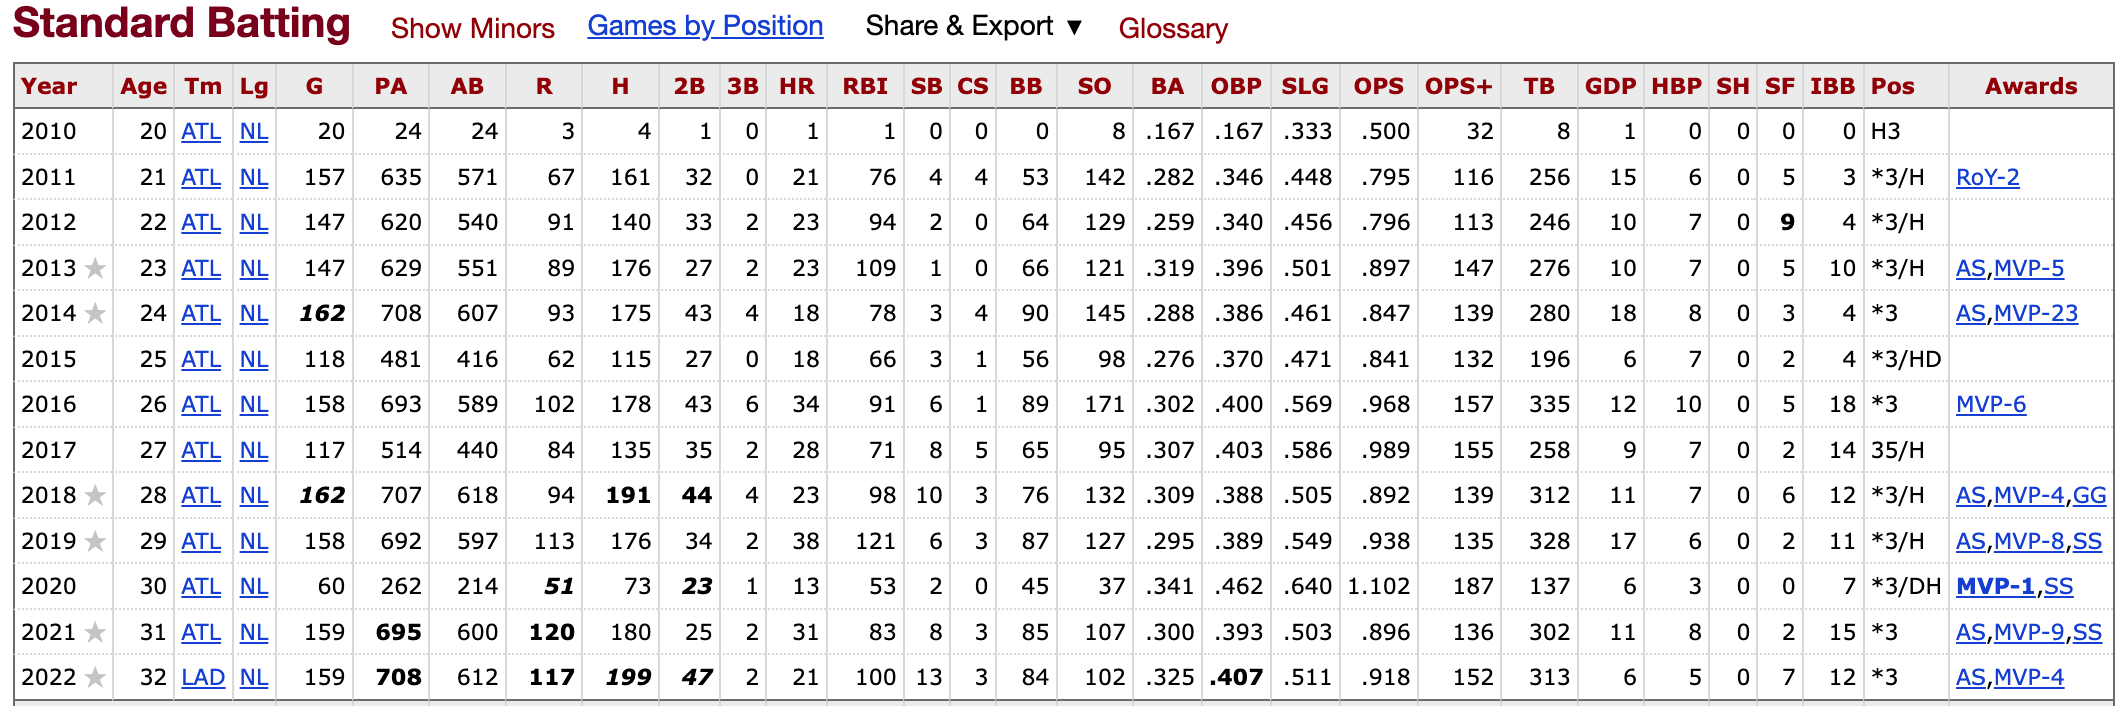 Standard Batting Show Minors Games by Position Share & Export ▼ Glossary
Year Age Tm Lg G PA AB R H 2B 3B HR RBI SB CS BB SO BA OBP SLG OPS OPS+ TB GDP HBP SH SF IBB Pos Awards
2010 20 ATL NL 20 24 24 3 4 1 0 1 1 0 0 0 8 .167 .167 .333 .500 32 8 1 0 0 0 0 H3
2011 21 ATL NL 157 635 571 67 161 32 0 21 76 4 4 53 142 .282 .346 .448 .795 116 256 15 6 0 5 3 *3/H RoY-2
2012 22 ATL NL 147 620 540 91 140 33 2 23 94 2 0 64 129 .259 .340 .456 .796 113 246 10 7 0 9 4 *3/H
2013 ★ 23 ATL NL 147 629 551 89 176 27 2 23 109 1 0 66 121 .319 .396 .501 .897 147 276 10 7 0 5 10 *3/H AS,MVP-5
2014 ★ 24 ATL NL 162 708 607 93 175 43 4 18 78 3 4 90 145 .288 .386 .461 .847 139 280 18 8 0 3 4 *3 AS,MVP-23
2015 25 ATL NL 118 481 416 62 115 27 0 18 66 3 1 56 98 .276 .370 .471 .841 132 196 6 7 0 2 4 *3/HD
2016 26 ATL NL 158 693 589 102 178 43 6 34 91 6 1 89 171 .302 .400 .569 .968 157 335 12 10 0 5 18 *3 MVP-6
2017 27 ATL NL 117 514 440 84 135 35 2 28 71 8 5 65 95 .307 .403 .586 .989 155 258 9 7 0 2 14 35/H
2018 ★ 28 ATL NL 162 707 618 94 191 44 4 23 98 10 3 76 132 .309 .388 .505 .892 139 312 11 7 0 6 12 *3/H AS,MVP-4,GG
2019 ★ 29 ATL NL 158 692 597 113 176 34 2 38 121 6 3 87 127 .295 .389 .549 .938 135 328 17 6 0 2 11 *3/H AS,MVP-8,SS
2020 30 ATL NL 60 262 214 51 73 23 1 13 53 2 0 45 37 .341 .462 .640 1.102 187 137 6 3 0 0 7 *3/DH MVP-1,SS
2021 ★ 31 ATL NL 159 695 600 120 180 25 2 31 83 8 3 85 107 .300 .393 .503 .896 136 302 11 8 0 2 15 *3 AS,MVP-9,SS
2022 ★ 32 LAD NL 159 708 612 117 199 47 2 21 100 13 3 84 102 .325 .407 .511 .918 152 313 6 5 0 7 12 *3 AS,MVP-4